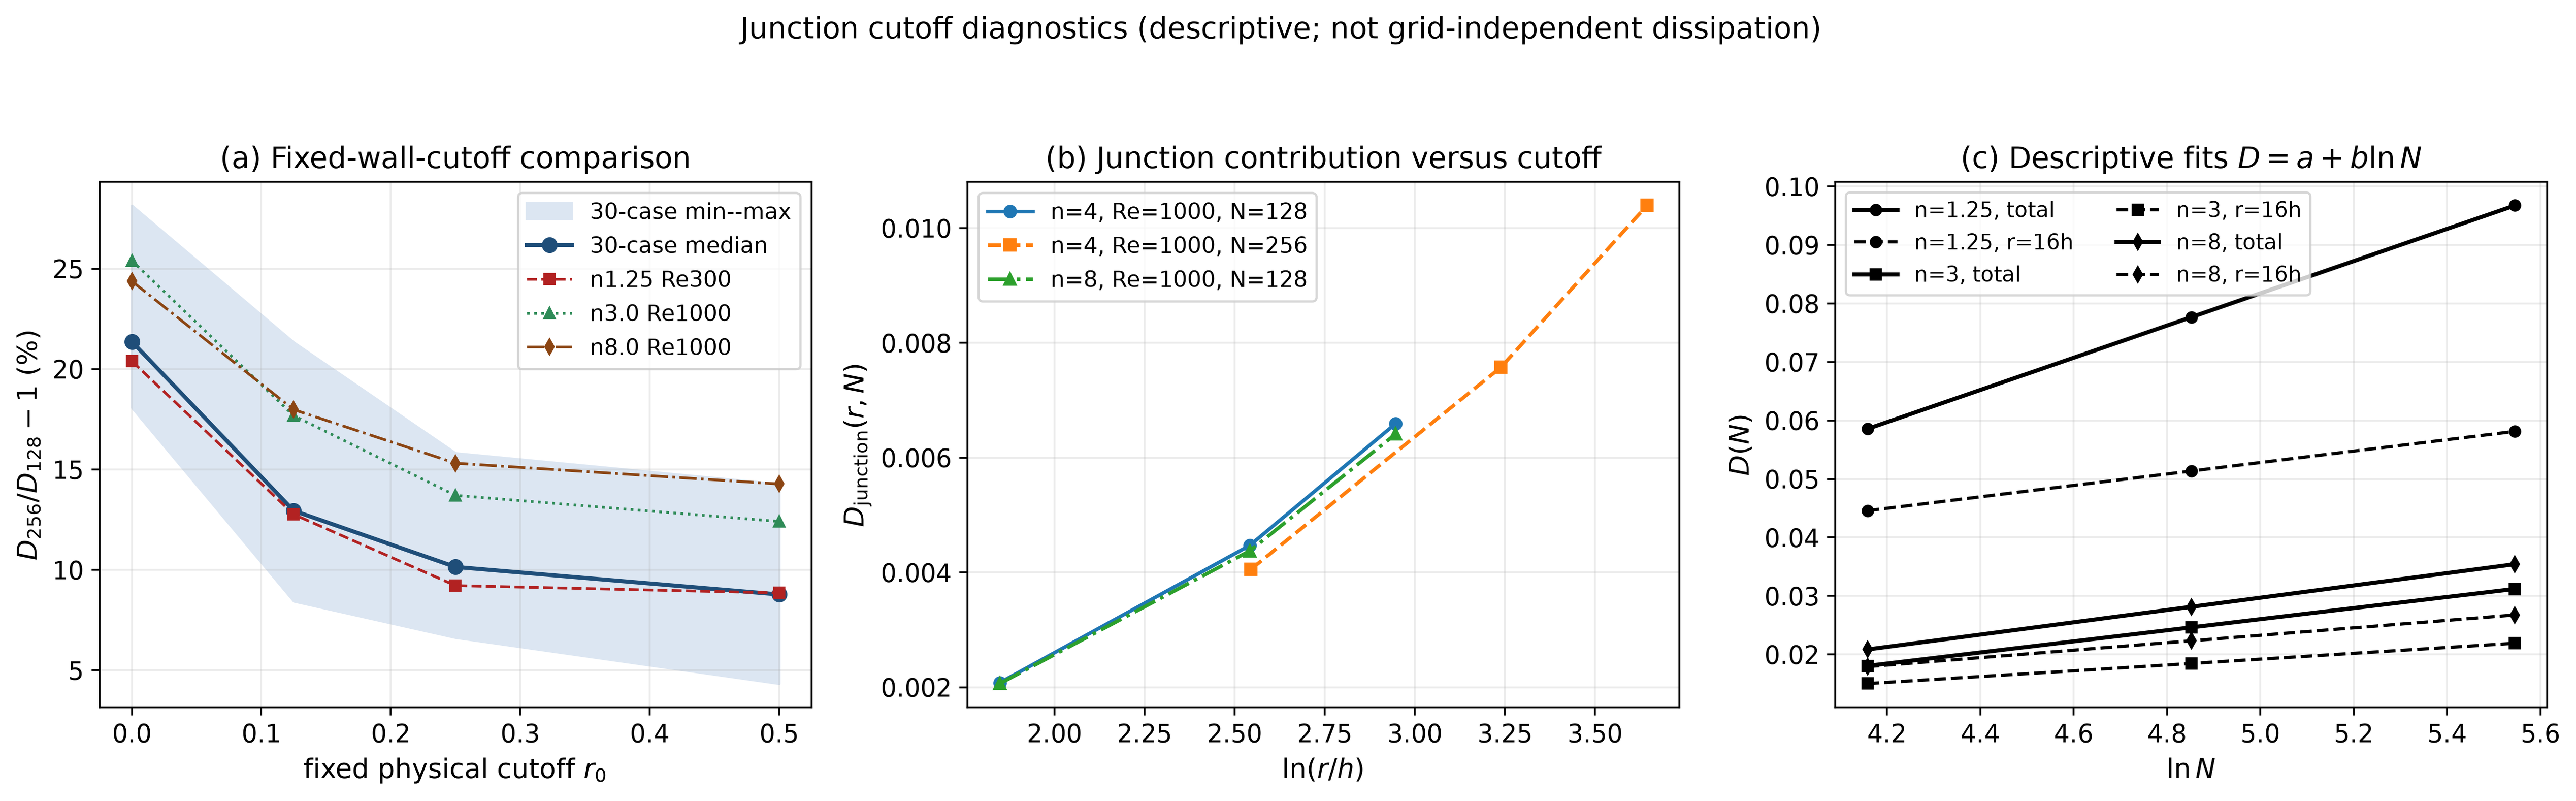 Junction cutoff diagnostics (descriptive; not grid-independent dissipation)
(a) Fixed-wall-cutoff comparison
30-case min--max
30-case median
n1.25 Re300
n3.0 Re1000
n8.0 Re1000
25
20
15
10
5
D₂₅₆/D₁₂₈ − 1 (%)
0.0 0.1 0.2 0.3 0.4 0.5
fixed physical cutoff r₀
(b) Junction contribution versus cutoff
n=4, Re=1000, N=128
n=4, Re=1000, N=256
n=8, Re=1000, N=128
0.010
0.008
0.006
0.004
0.002
D_junction(r, N)
2.00 2.25 2.50 2.75 3.00 3.25 3.50
ln(r/h)
(c) Descriptive fits D = a + b ln N
n=1.25, total
n=1.25, r=16h
n=3, total
n=3, r=16h
n=8, total
n=8, r=16h
0.10
0.09
0.08
0.07
0.06
0.05
0.04
0.03
0.02
D(N)
4.2 4.4 4.6 4.8 5.0 5.2 5.4 5.6
ln N